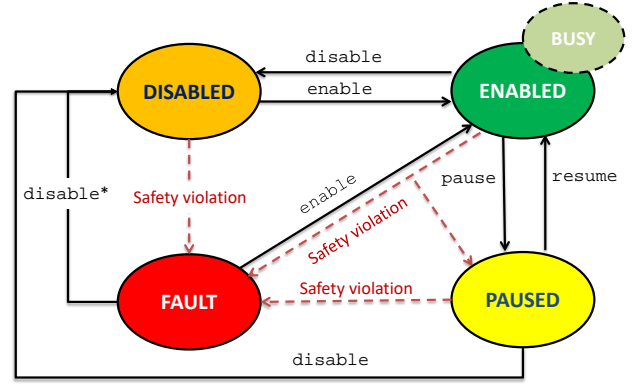 BUSY
disable
DISABLED
ENABLED
enable
disable*
Safety violation
enable
pause
resume
Safety violation
Safety violation
FAULT
PAUSED
disable